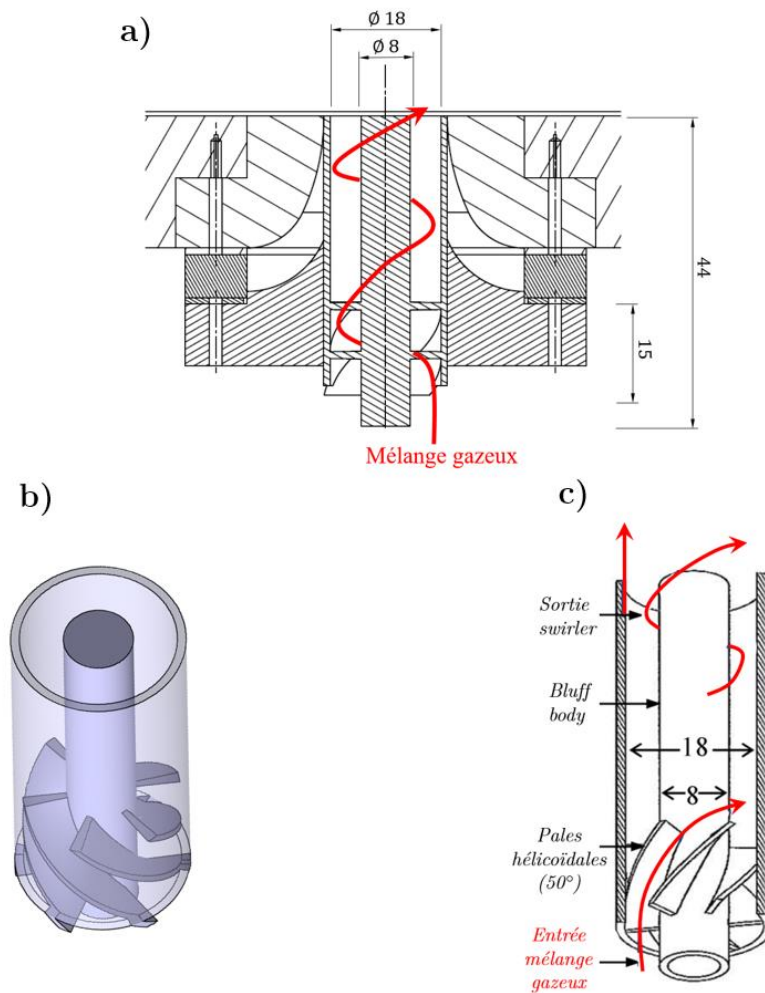 a)
Ø 18
Ø 8
44
15
Mélange gazeux
b)
c)
Sortie
swirler
Bluff
body
18
8
Pales
hélicoïdales
(50°)
Entrée
mélange
gazeux